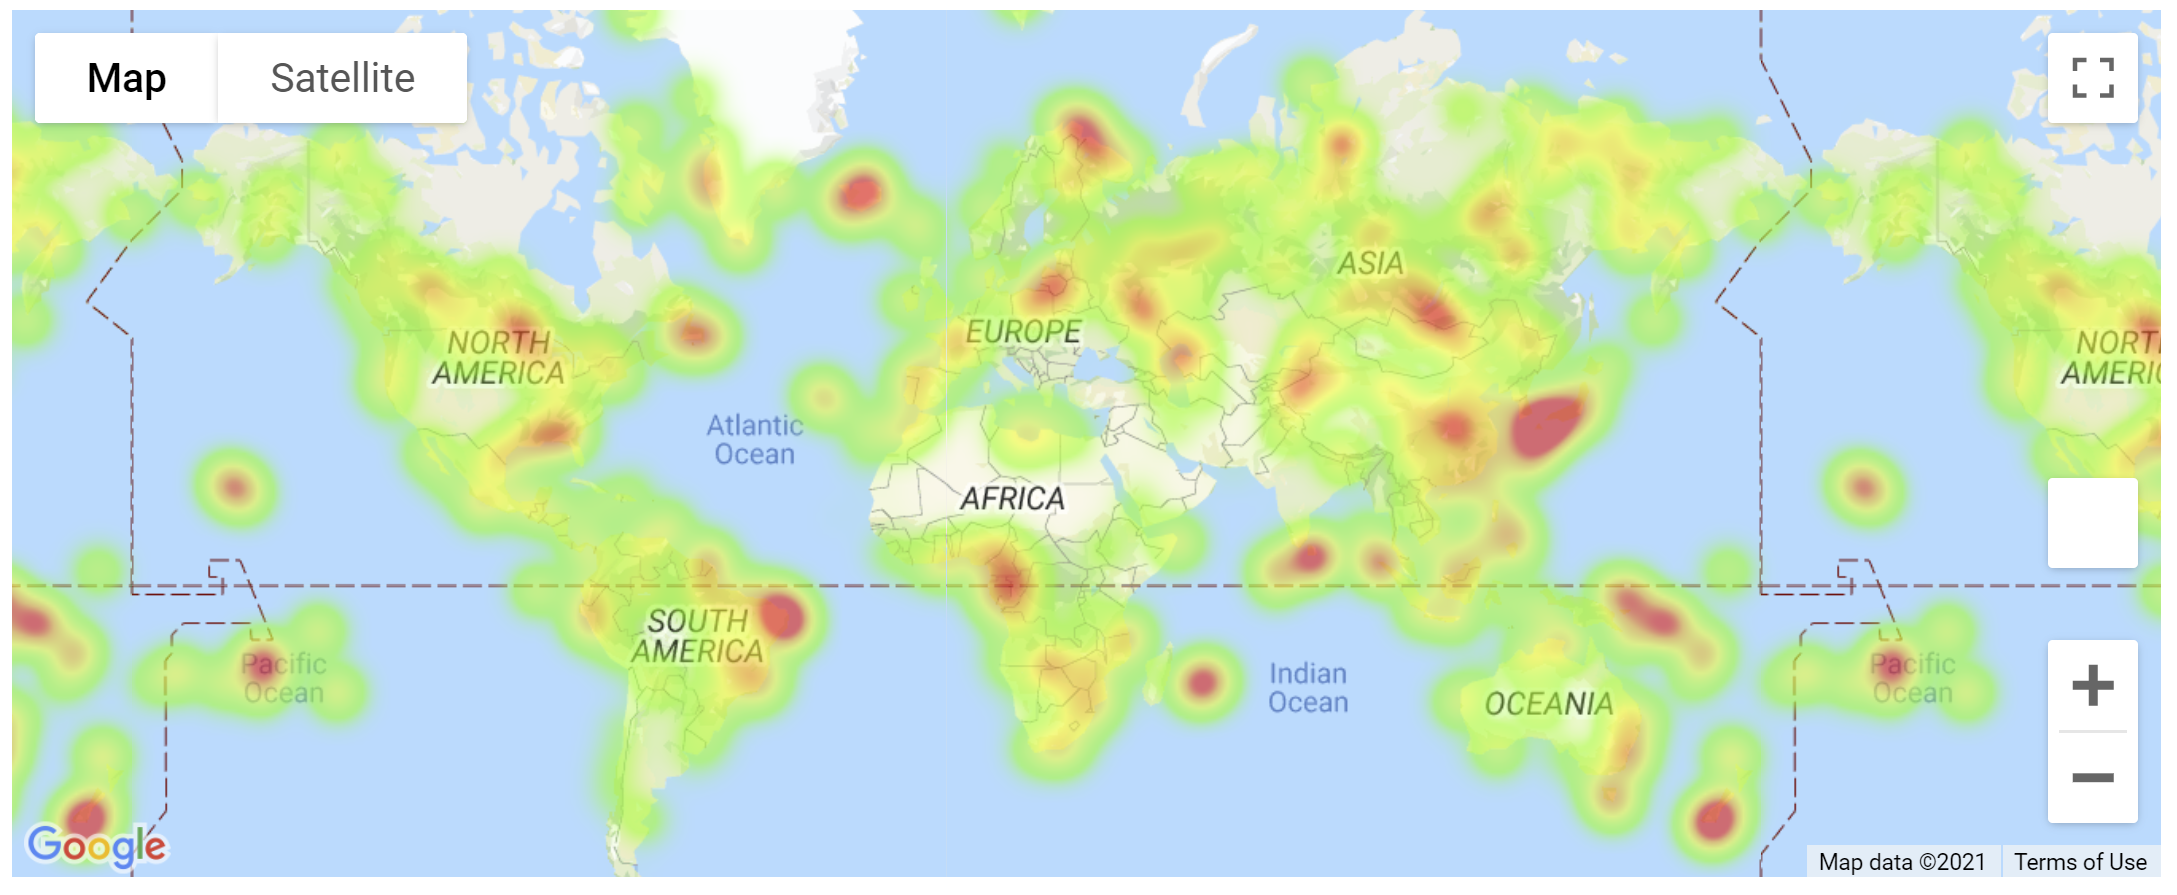 Map
Satellite
ASIA
EUROPE
NORTH
AMERICA
NORTH
AMERIC
Atlantic
Ocean
AFRICA
SOUTH
AMERICA
Pacific
Ocean
Indian
Ocean
OCEANIA
Pacific
Ocean
Google
Map data ©2021
Terms of Use